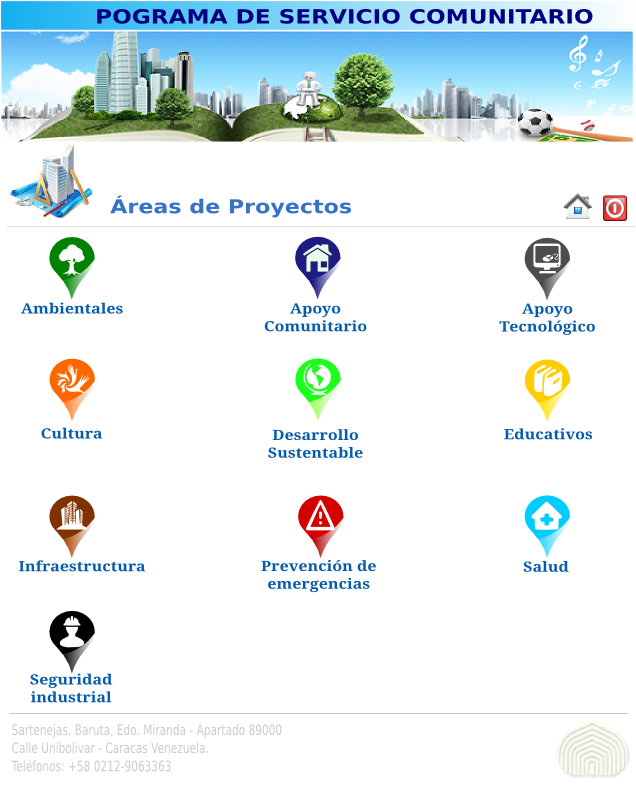 POGRAMA DE SERVICIO COMUNITARIO
Áreas de Proyectos
Ambientales
Apoyo
Comunitario
Apoyo
Tecnológico
Cultura
Desarrollo
Sustentable
Educativos
Infraestructura
Prevención de
emergencias
Salud
Seguridad
industrial
Sartenejas, Baruta, Edo. Miranda - Apartado 89000
Calle Unibolivar - Caracas Venezuela.
Teléfonos: +58 0212-9063363